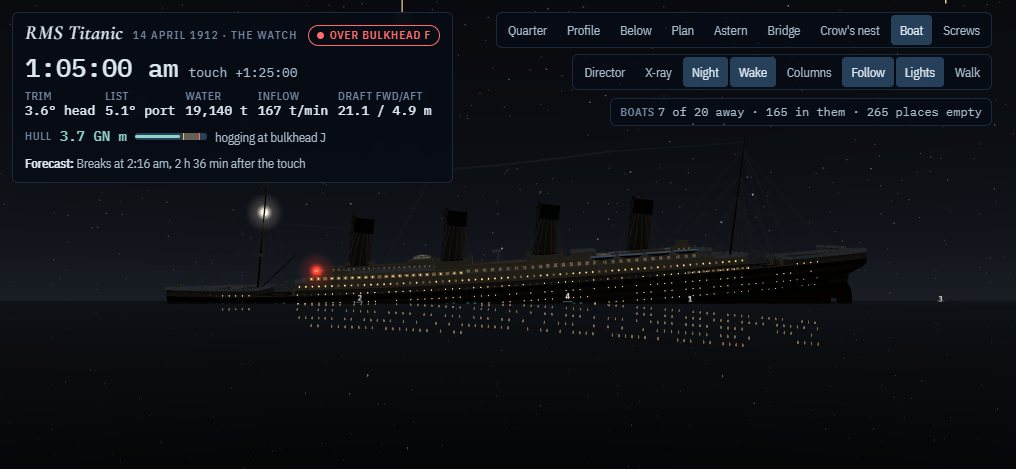 RMS Titanic 14 APRIL 1912 · THE WATCH OVER BULKHEAD F
1:05:00 am touch +1:25:00
TRIM LIST WATER INFLOW DRAFT FWD/AFT
3.6° head 5.1° port 19,140 t 167 t/min 21.1 / 4.9 m
HULL 3.7 GN m hogging at bulkhead J
Forecast: Breaks at 2:16 am, 2 h 36 min after the touch
Quarter Profile Below Plan Astern Bridge Crow's nest Boat Screws
Director X-ray Night Wake Columns Follow Lights Walk
BOATS 7 of 20 away · 165 in them · 265 places empty
2 4 1 3